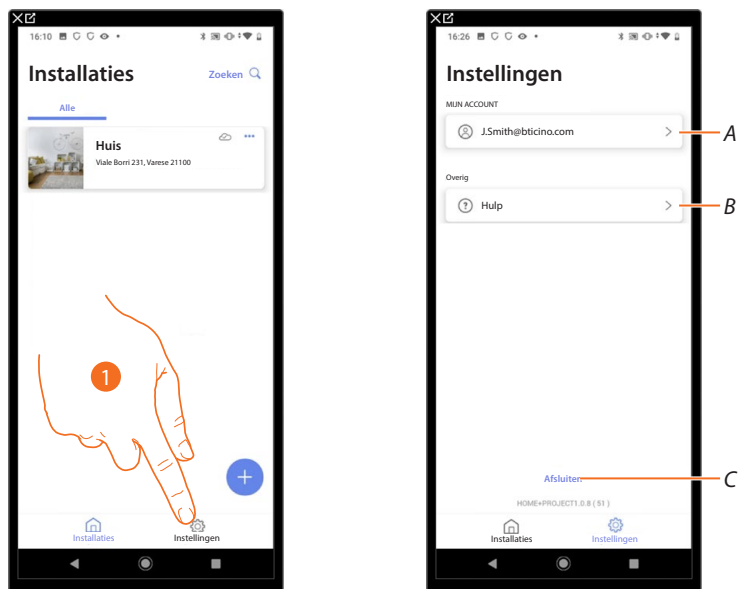 16:10
Installaties
Zoeken
Alle
Huis
Viale Borri 231, Varese 21100
1
Installaties
Instellingen
16:26
Instellingen
MIJN ACCOUNT
J.Smith@bticino.com
A
Overig
Hulp
B
Afsluiten
C
HOME+PROJECT1.0.8 ( 51 )
Installaties
Instellingen